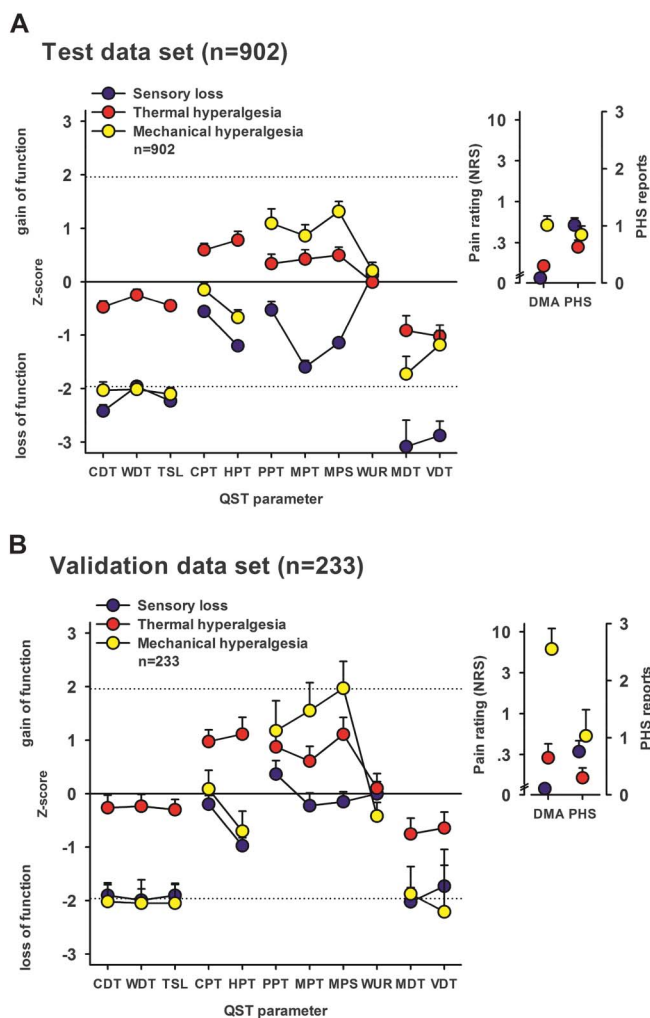 A
Test data set (n=902)
Sensory loss
Thermal hyperalgesia
Mechanical hyperalgesia
n=902
gain of function
Z-score
loss of function
3
2
1
0
-1
-2
-3
CDT WDT TSL CPT HPT PPT MPT MPS WUR MDT VDT
QST parameter
Pain rating (NRS)
10
3
1
.3
0
DMA PHS
3
2
1
0
PHS reports
B
Validation data set (n=233)
Sensory loss
Thermal hyperalgesia
Mechanical hyperalgesia
n=233
gain of function
Z-score
loss of function
3
2
1
0
-1
-2
-3
CDT WDT TSL CPT HPT PPT MPT MPS WUR MDT VDT
QST parameter
Pain rating (NRS)
10
3
1
.3
0
DMA PHS
3
2
1
0
PHS reports